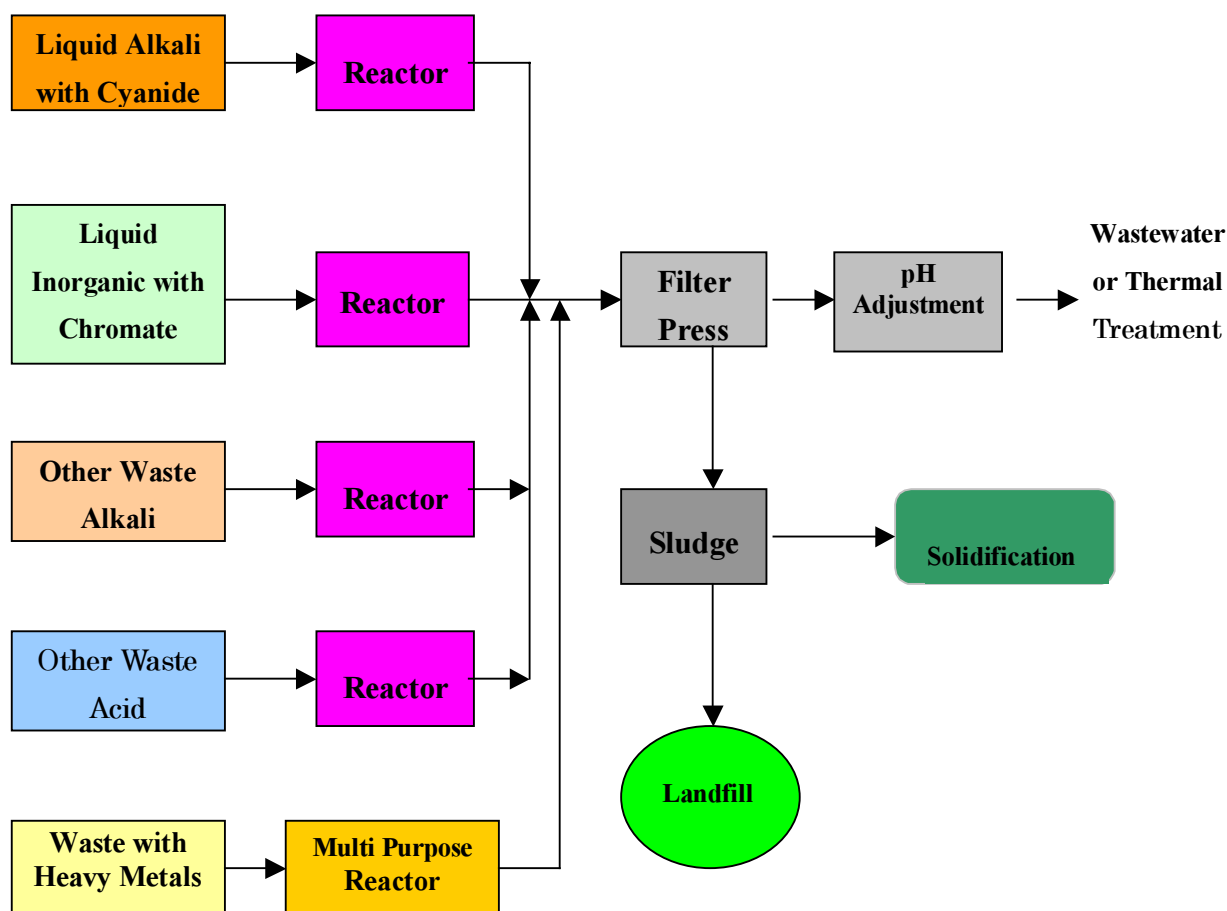 Liquid Alkali
with Cyanide
Reactor
Liquid
Inorganic with
Chromate
Reactor
Filter
Press
pH
Adjustment
Wastewater
or Thermal
Treatment
Other Waste
Alkali
Reactor
Sludge
Solidification
Other Waste
Acid
Reactor
Landfill
Waste with
Heavy Metals
Multi Purpose
Reactor